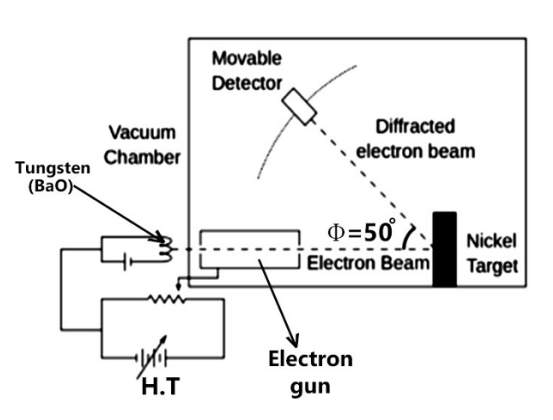 Movable
Detector
Vacuum
Chamber
Diffracted
electron beam
Tungsten
(BaO)
Φ=50°
Nickel
Target
Electron Beam
Electron
gun
H.T